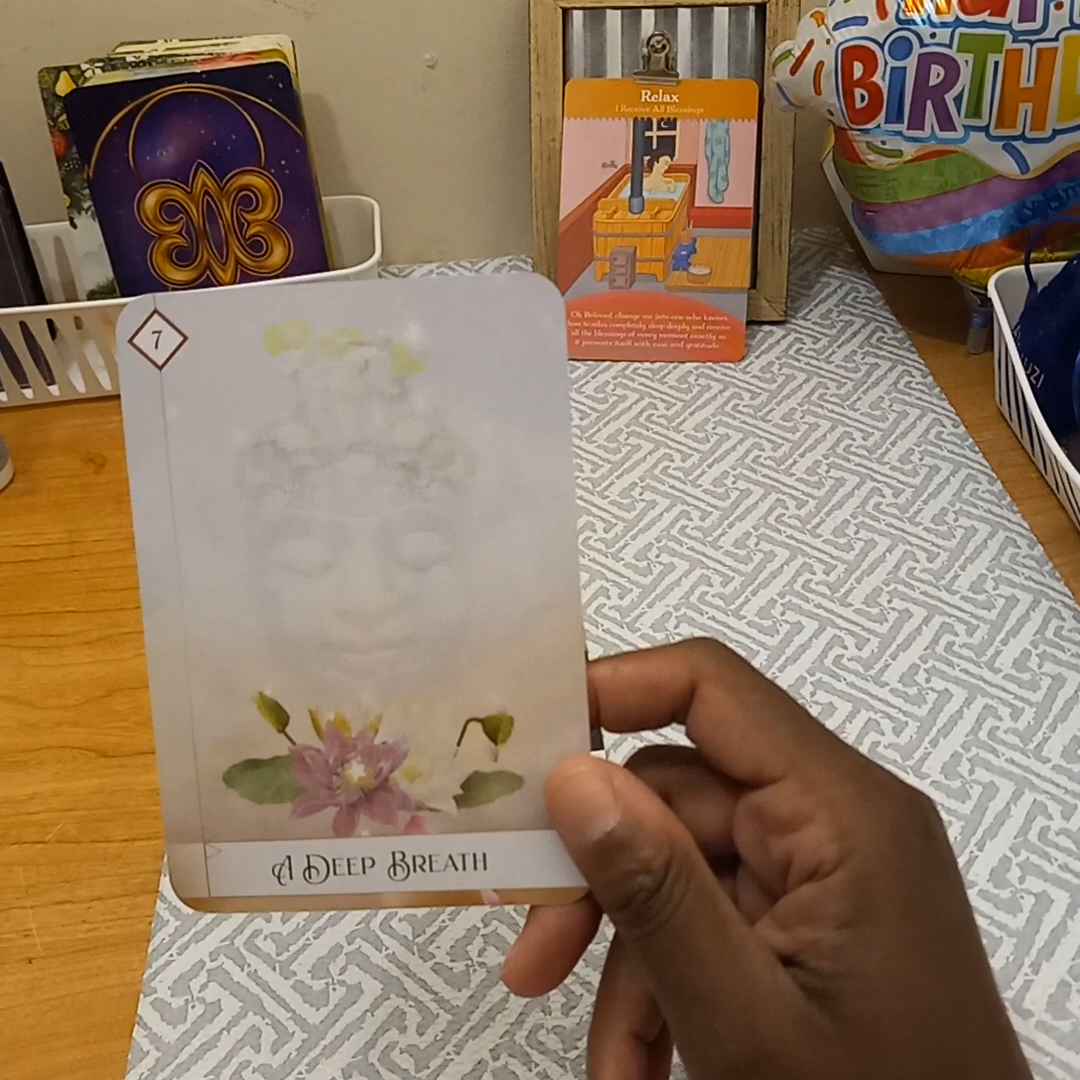 Relax
I Receive All Blessings
BiRTH
Oh Beloved, change me into one who knows
how to relax completely, sleep deeply and receive
all the blessings of every moment exactly as
it presents itself with ease and gratitude.
7
A DEEP BREATH